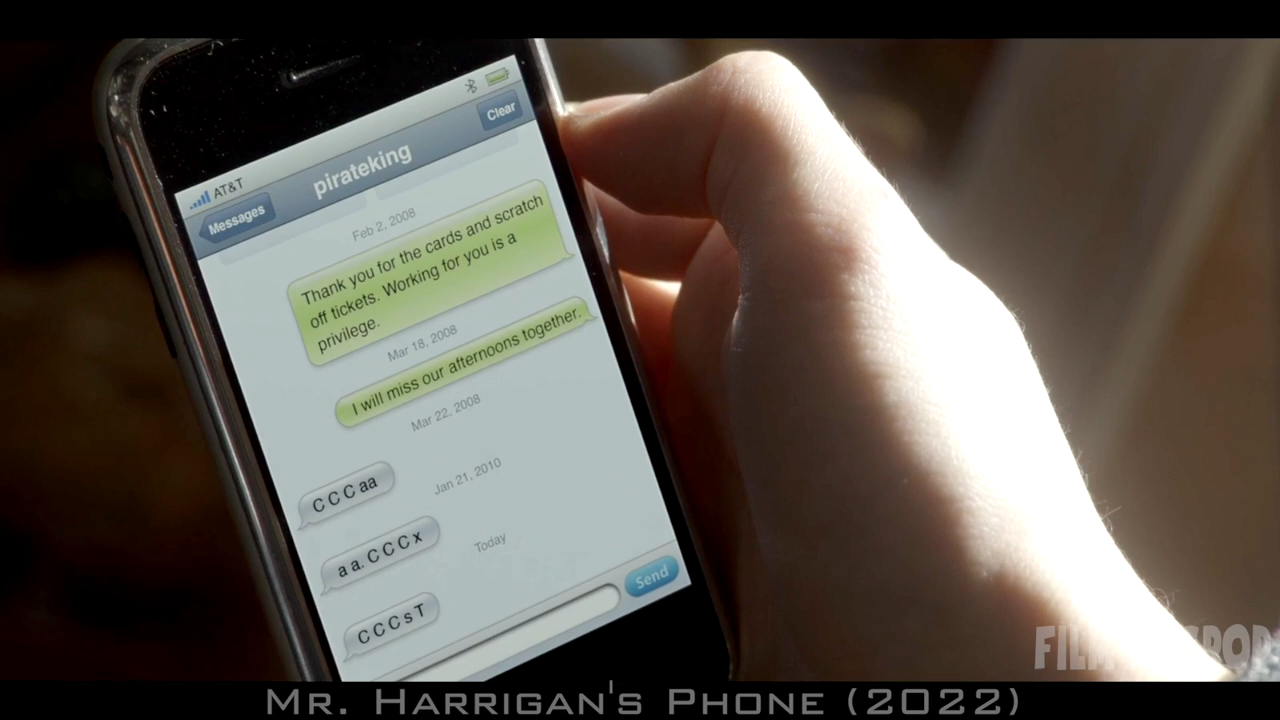 AT&T
Messages
pirateking
Clear
Feb 2, 2008
Thank you for the cards and scratch
off tickets. Working for you is a
privilege.
Mar 18, 2008
I will miss our afternoons together.
Mar 22, 2008
C C C aa
Jan 21, 2010
a a. C C C x
Today
C C C s T
Send
MR. HARRIGAN'S PHONE (2022)